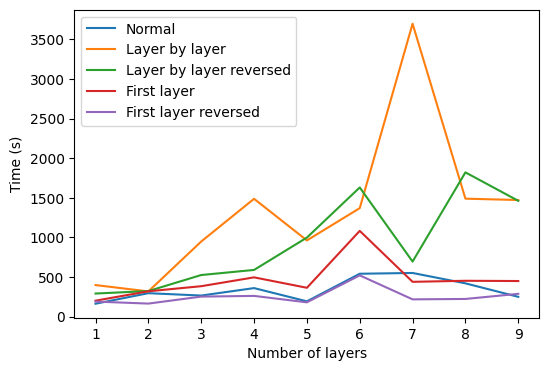 Normal
Layer by layer
Layer by layer reversed
First layer
First layer reversed
Time (s)
3500
3000
2500
2000
1500
1000
500
0
1 2 3 4 5 6 7 8 9
Number of layers